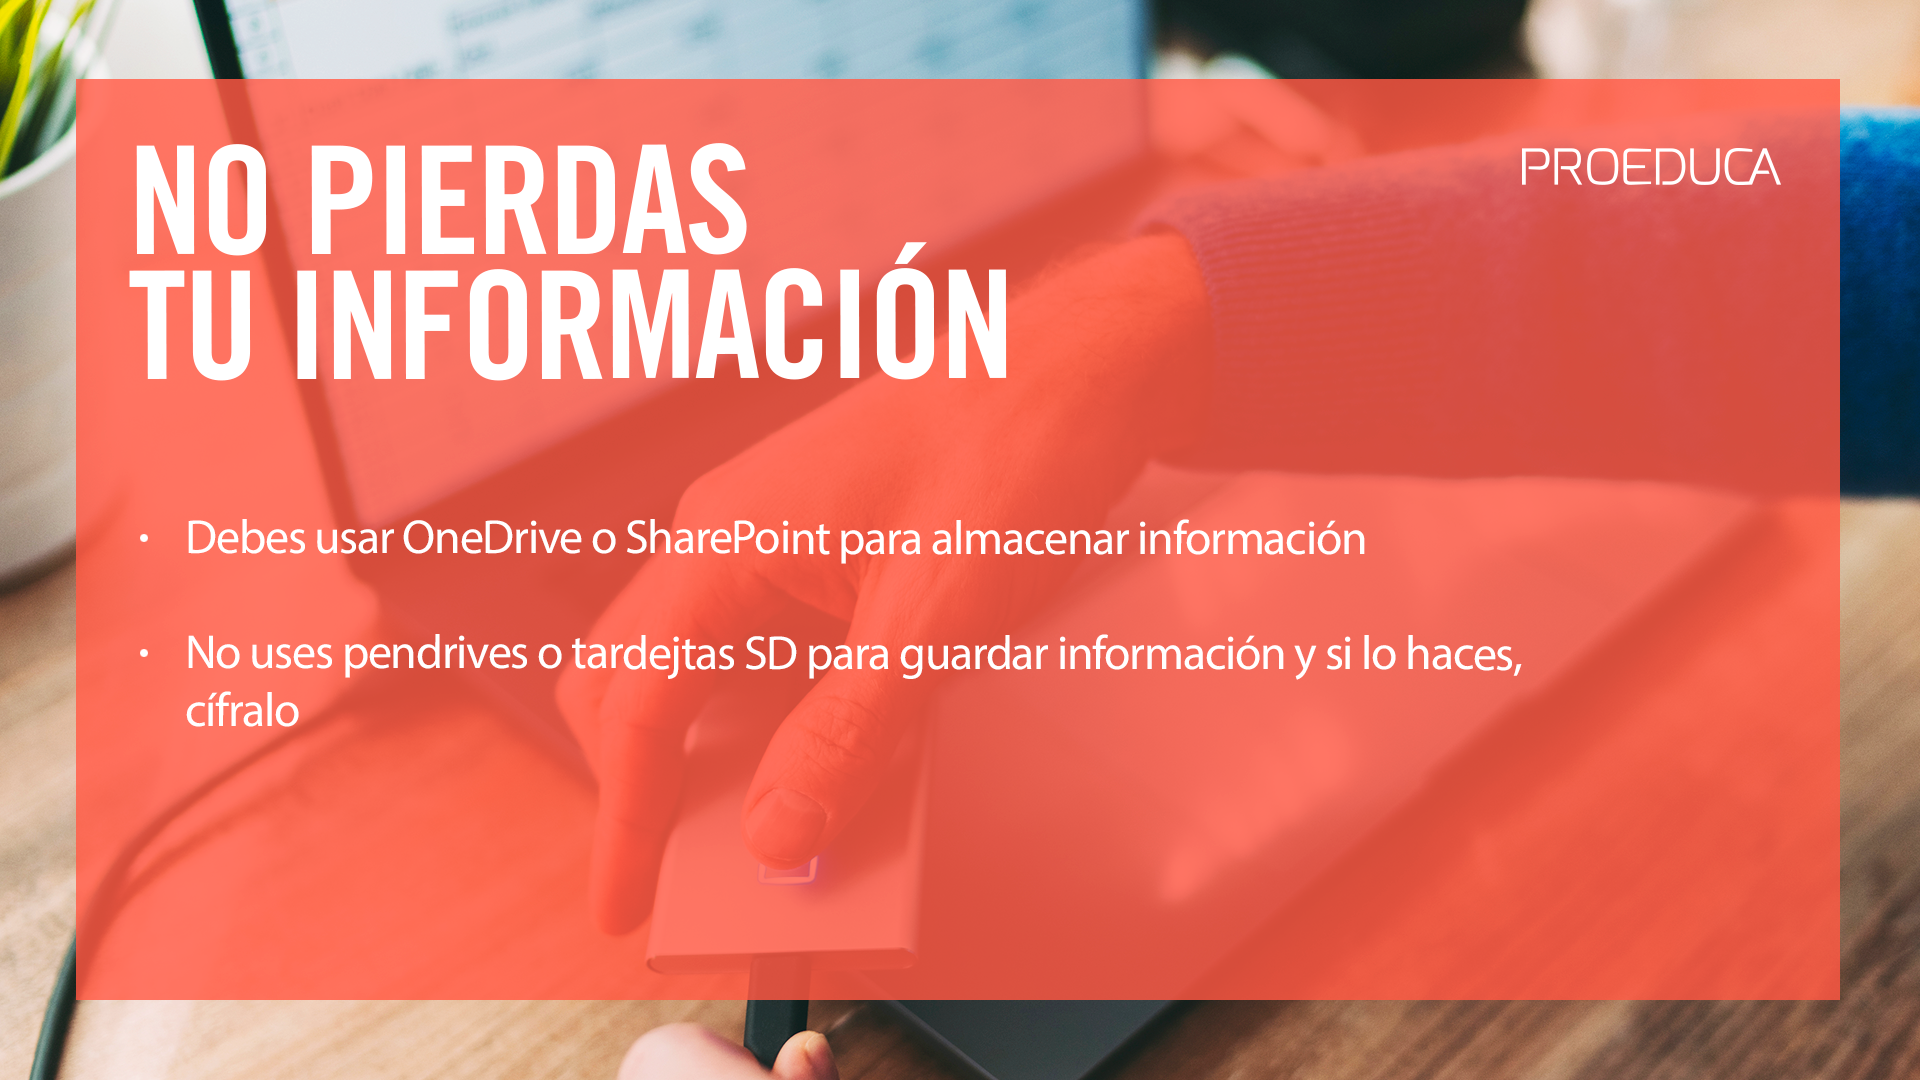 NO PIERDAS
PROEDUCA
TU INFORMACIÓN
• Debes usar OneDrive o SharePoint para almacenar información
• No uses pendrives o tardejtas SD para guardar información y si lo haces,
cífralo